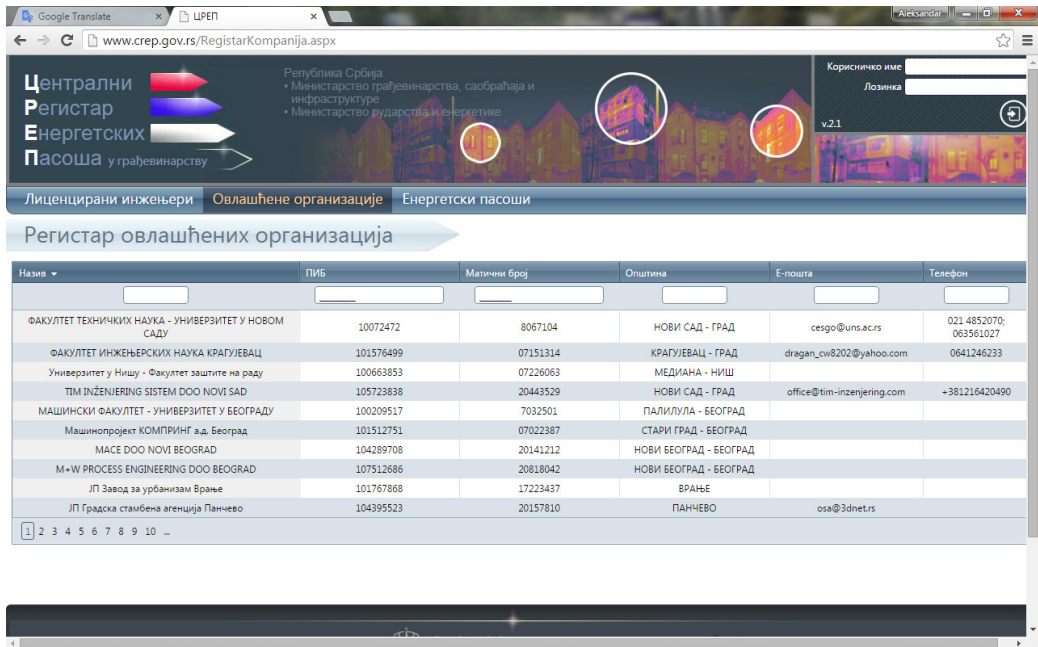 Google Translate
ЦРЕП
Aleksandar
www.crep.gov.rs/RegistarKompanija.aspx
Централни
Регистар
Енергетских
Пасоша у грађевинарству
Република Србија
• Министарство грађевинарства, саобраћаја и
инфраструктуре
• Министарство рударства и енергетике
Корисничко име
Лозинка
v.2.1
Лиценцирани инжењери Овлашћене организације Енергетски пасоши
Регистар овлашћених организација
Назив ПИБ Матични број Општина Е-пошта Телефон
ФАКУЛТЕТ ТЕХНИЧКИХ НАУКА - УНИВЕРЗИТЕТ У НОВОМ
САДУ 10072472 8067104 НОВИ САД - ГРАД cesgo@uns.ac.rs 021 4852070;
063561027
ФАКУЛТЕТ ИНЖЕЊЕРСКИХ НАУКА КРАГУЈЕВАЦ 101576499 07151314 КРАГУЈЕВАЦ - ГРАД dragan_cw8202@yahoo.com 0641246233
Универзитет у Нишу - Факултет заштите на раду 100663853 07226063 МЕДИАНА - НИШ
TIM INŽENJERING SISTEM DOO NOVI SAD 105723838 20443529 НОВИ САД - ГРАД office@tim-inzenjering.com +381216420490
МАШИНСКИ ФАКУЛТЕТ - УНИВЕРЗИТЕТ У БЕОГРАДУ 100209517 7032501 ПАЛИЛУЛА - БЕОГРАД
Машинопројект КОМПРИНГ а.д. Београд 101512751 07022387 СТАРИ ГРАД - БЕОГРАД
MACE DOO NOVI BEOGRAD 104289708 20141212 НОВИ БЕОГРАД - БЕОГРАД
M+W PROCESS ENGINEERING DOO BEOGRAD 107512686 20818042 НОВИ БЕОГРАД - БЕОГРАД
ЈП Завод за урбанизам Врање 101767868 17223437 ВРАЊЕ
ЈП Градска стамбена агенција Панчево 104395523 20157810 ПАНЧЕВО osa@3dnet.rs
1 2 3 4 5 6 7 8 9 10 ...